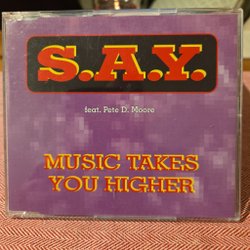 S.A.Y.
feat. Pete D. Moore
MUSIC TAKES
YOU HIGHER